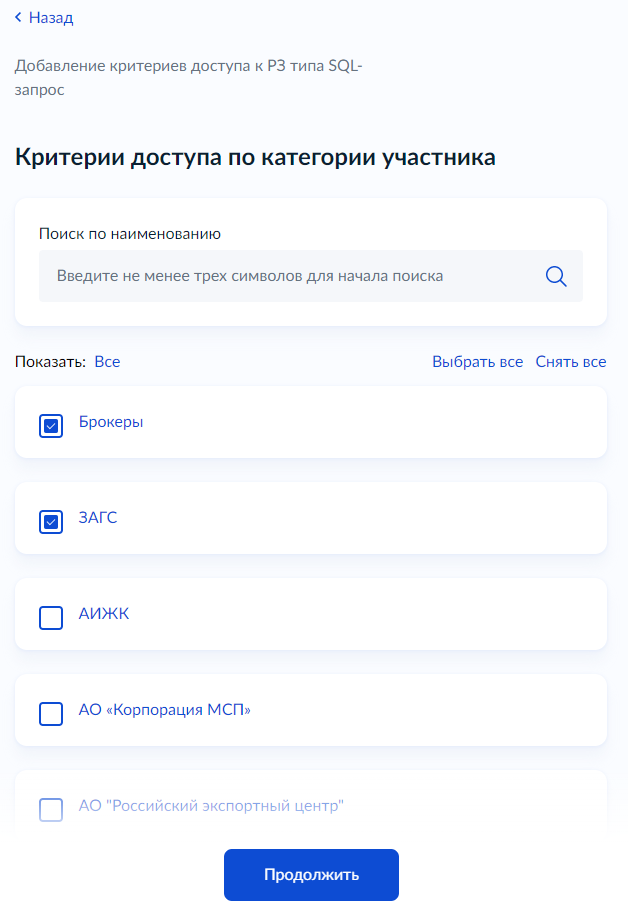 Назад
Добавление критериев доступа к РЗ типа SQL-
запрос
Критерии доступа по категории участника
Поиск по наименованию
Введите не менее трех символов для начала поиска
Показать: Все Выбрать все Снять все
Брокеры
ЗАГС
АИЖК
АО «Корпорация МСП»
АО "Российский экспортный центр"
Продолжить